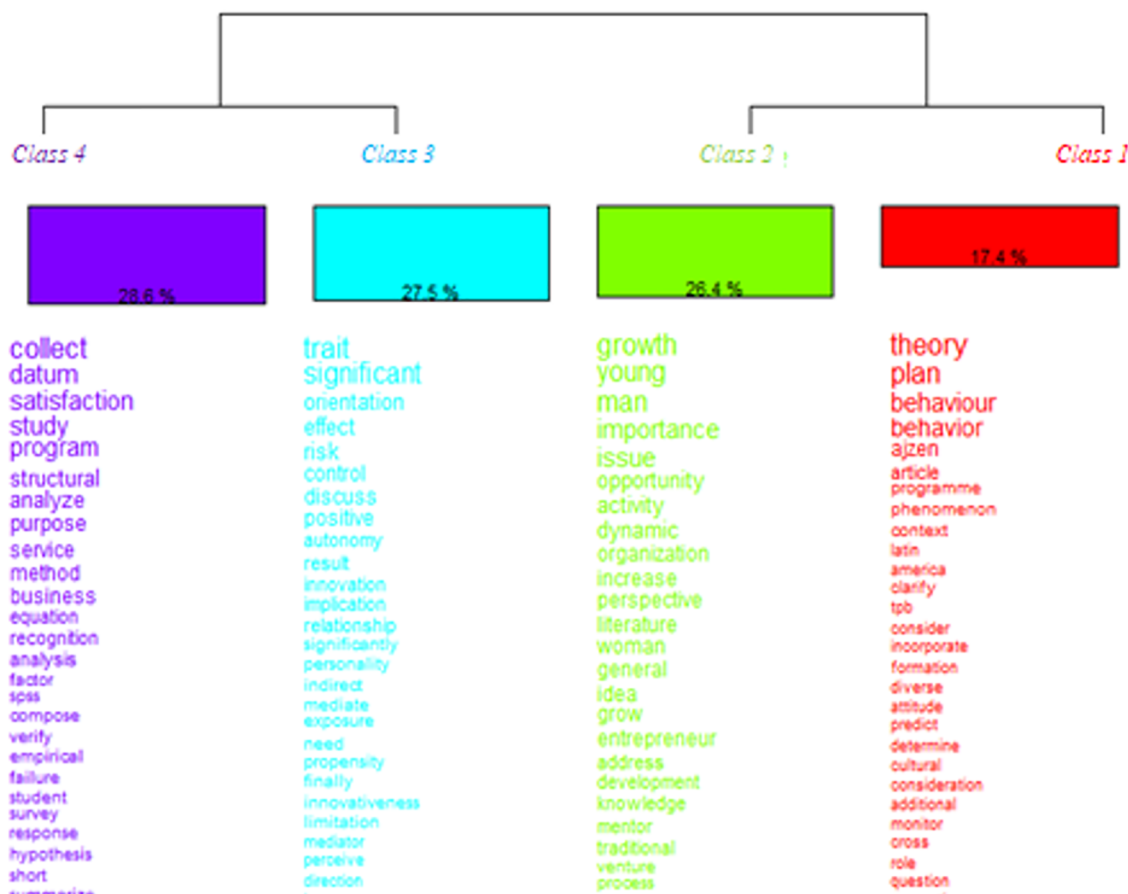 Class 4
Class 3
Class 2
Class 1
28.6 %
27.5 %
26.4 %
17.4 %
collect
datum
satisfaction
study
program
structural
analyze
purpose
service
method
business
equation
recognition
analysis
factor
spss
compose
verify
empirical
failure
student
survey
response
hypothesis
short
trait
significant
orientation
effect
risk
control
discuss
positive
autonomy
result
innovation
implication
relationship
significantly
personality
indirect
mediate
exposure
need
propensity
finally
innovativeness
limitation
mediator
perceive
direction
growth
young
man
importance
issue
opportunity
activity
dynamic
organization
increase
perspective
literature
woman
general
idea
grow
entrepreneur
address
development
knowledge
mentor
traditional
venture
process
theory
plan
behaviour
behavior
ajzen
article
programme
phenomenon
context
latin
america
clarify
tpb
consider
incorporate
formation
diverse
attitude
predict
determine
cultural
consideration
additional
monitor
cross
role
question